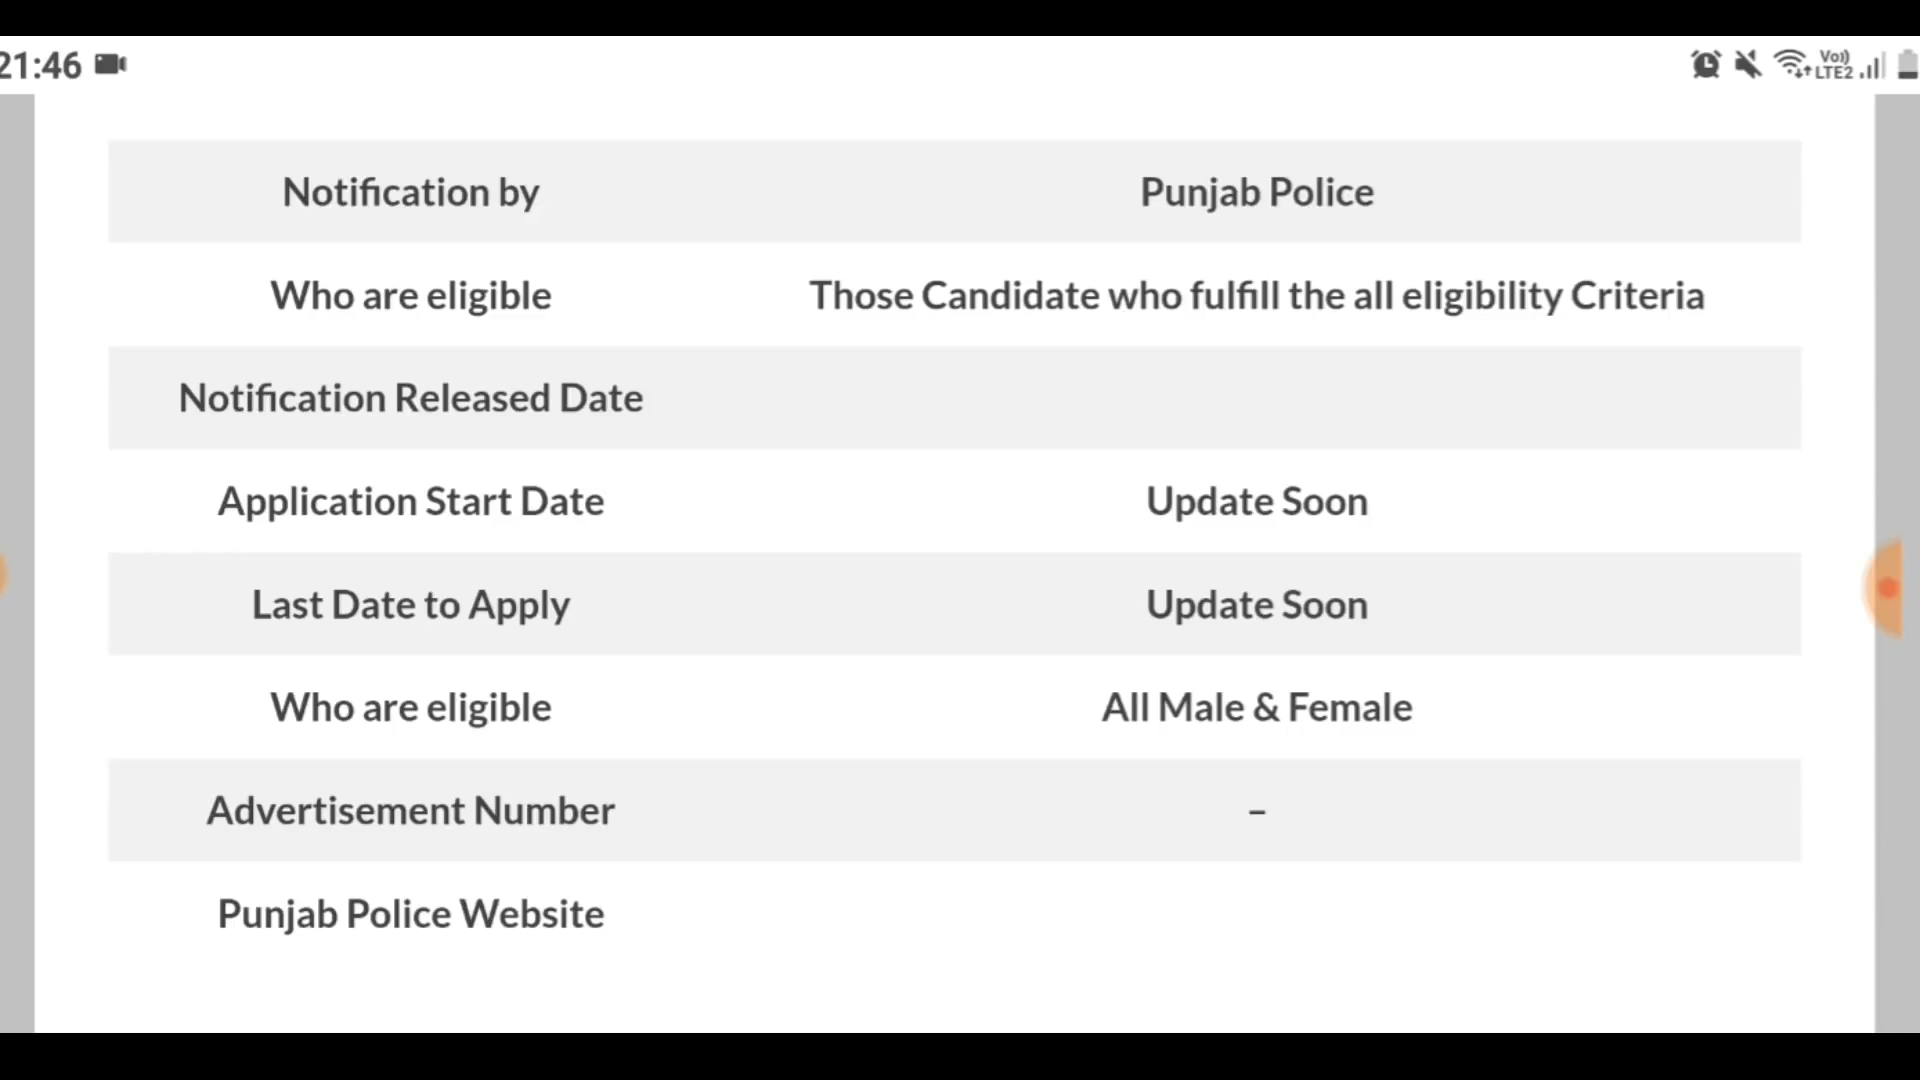 21:46
Vo))
LTE2
Notification by Punjab Police
Who are eligible Those Candidate who fulfill the all eligibility Criteria
Notification Released Date
Application Start Date Update Soon
Last Date to Apply Update Soon
Who are eligible All Male & Female
Advertisement Number –
Punjab Police Website